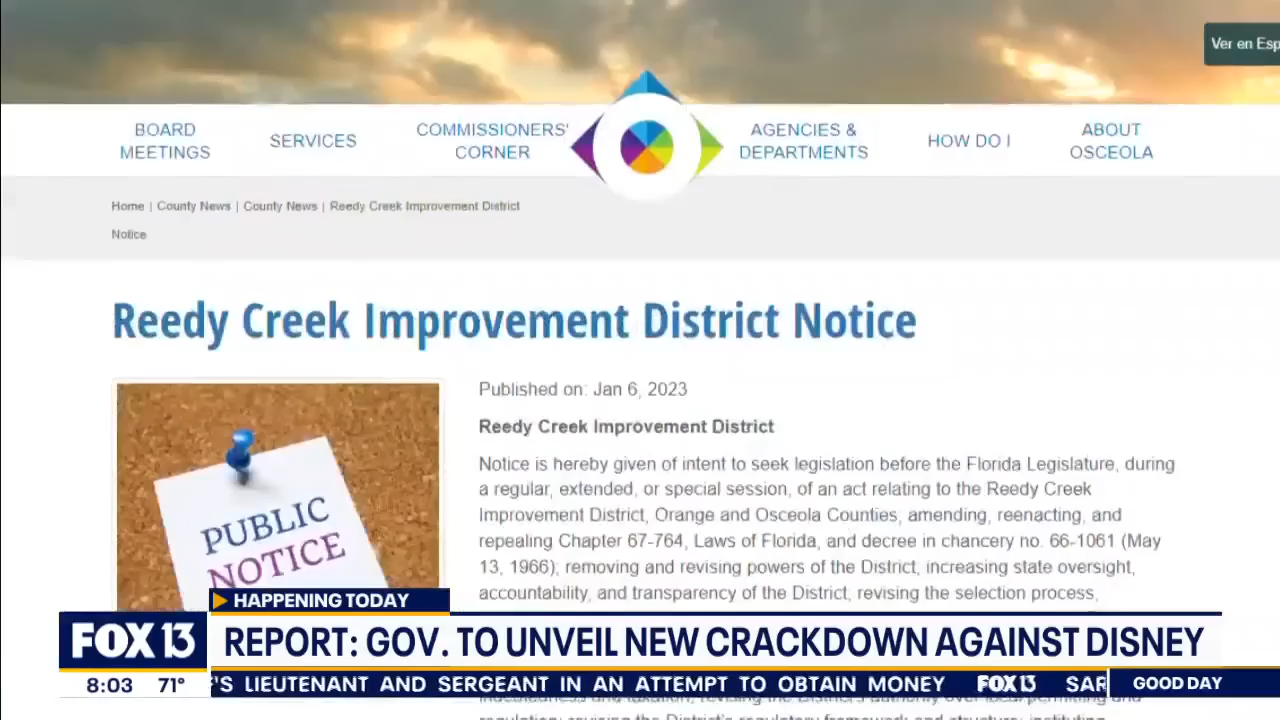 Ver en Esp
BOARD
MEETINGS
SERVICES
COMMISSIONERS'
CORNER
AGENCIES &
DEPARTMENTS
HOW DO I
ABOUT
OSCEOLA
Home | County News | County News | Reedy Creek Improvement District
Notice
Reedy Creek Improvement District Notice
PUBLIC
NOTICE
Published on: Jan 6, 2023
Reedy Creek Improvement District
Notice is hereby given of intent to seek legislation before the Florida Legislature, during
a regular, extended, or special session, of an act relating to the Reedy Creek
Improvement District, Orange and Osceola Counties, amending, reenacting, and
repealing Chapter 67-764, Laws of Florida, and decree in chancery no. 66-1061 (May
13, 1966); removing and revising powers of the District, increasing state oversight,
accountability, and transparency of the District, revising the selection process,
HAPPENING TODAY
FOX 13
REPORT: GOV. TO UNVEIL NEW CRACKDOWN AGAINST DISNEY
8:03 71°
'S LIEUTENANT AND SERGEANT IN AN ATTEMPT TO OBTAIN MONEY FOX 13 SAR
GOOD DAY